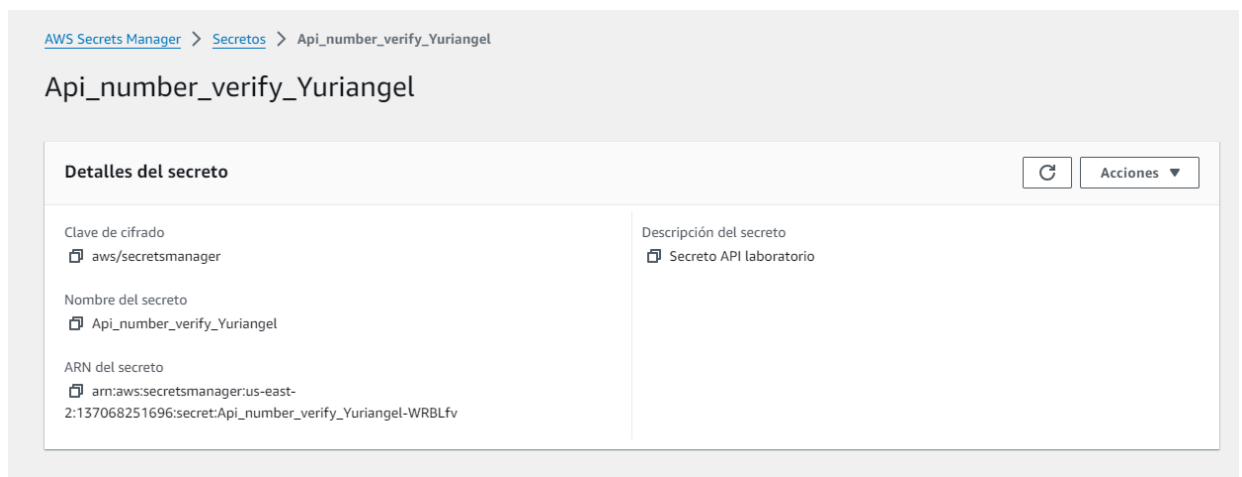 AWS Secrets Manager > Secretos > Api_number_verify_Yuriangel
Api_number_verify_Yuriangel
Detalles del secreto
Acciones
Clave de cifrado
aws/secretsmanager
Nombre del secreto
Api_number_verify_Yuriangel
ARN del secreto
arn:aws:secretsmanager:us-east-
2:137068251696:secret:Api_number_verify_Yuriangel-WRBLfv
Descripción del secreto
Secreto API laboratorio